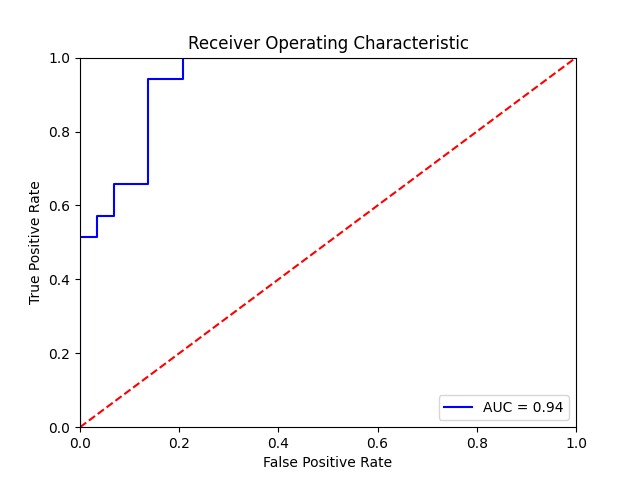 Receiver Operating Characteristic
1.0
0.8
0.6
0.4
0.2
0.0
True Positive Rate
AUC = 0.94
0.0 0.2 0.4 0.6 0.8 1.0
False Positive Rate